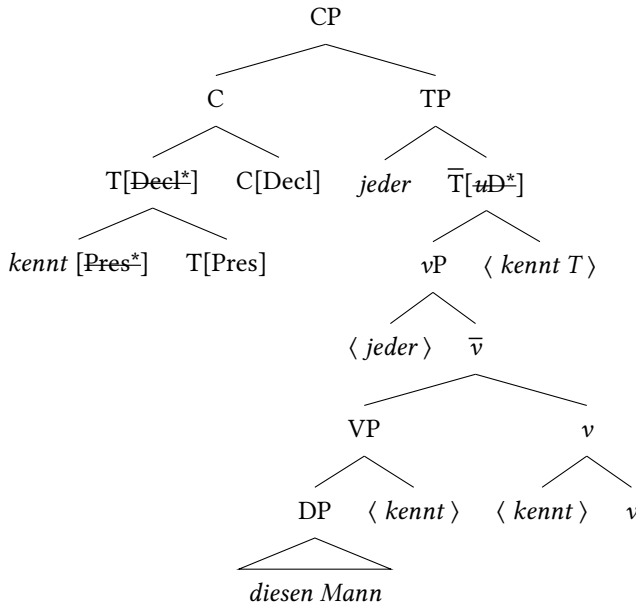 CP
C TP
T[Decl*] C[Decl] jeder T̅[uD*]
kennt [Pres*] T[Pres] vP ⟨ kennt T ⟩
⟨ jeder ⟩ v̅
VP v
DP ⟨ kennt ⟩ ⟨ kennt ⟩ v
diesen Mann